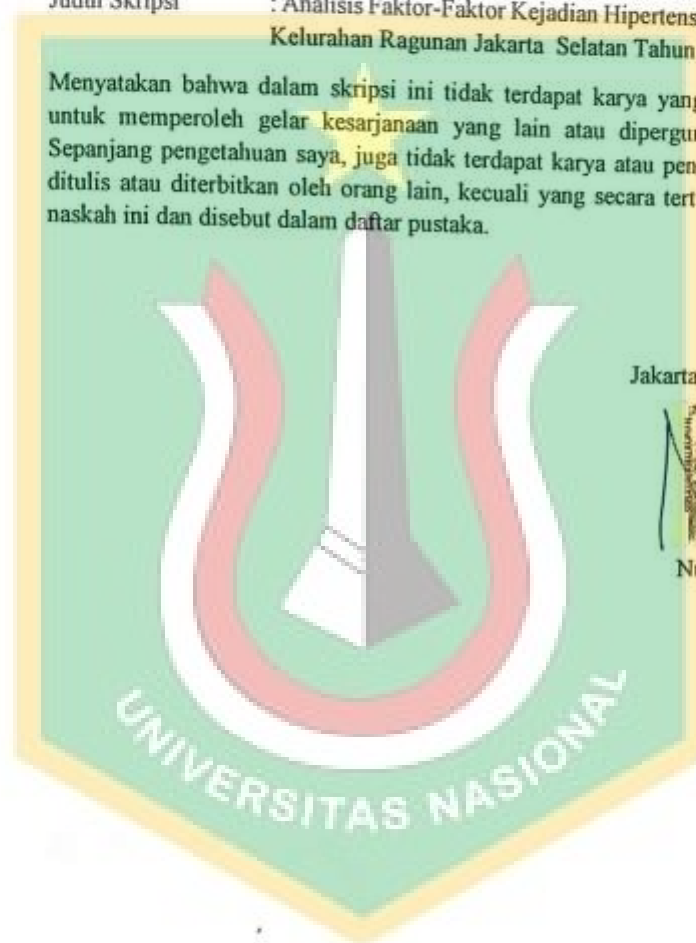 Judul Skripsi : Analisis Faktor-Faktor Kejadian Hipertens
Kelurahan Ragunan Jakarta Selatan Tahun
Menyatakan bahwa dalam skripsi ini tidak terdapat karya yang
untuk memperoleh gelar kesarjanaan yang lain atau dipergun
Sepanjang pengetahuan saya, juga tidak terdapat karya atau pen
ditulis atau diterbitkan oleh orang lain, kecuali yang secara tert
naskah ini dan disebut dalam daftar pustaka.
Jakarta
N
UNIVERSITAS NASIONAL